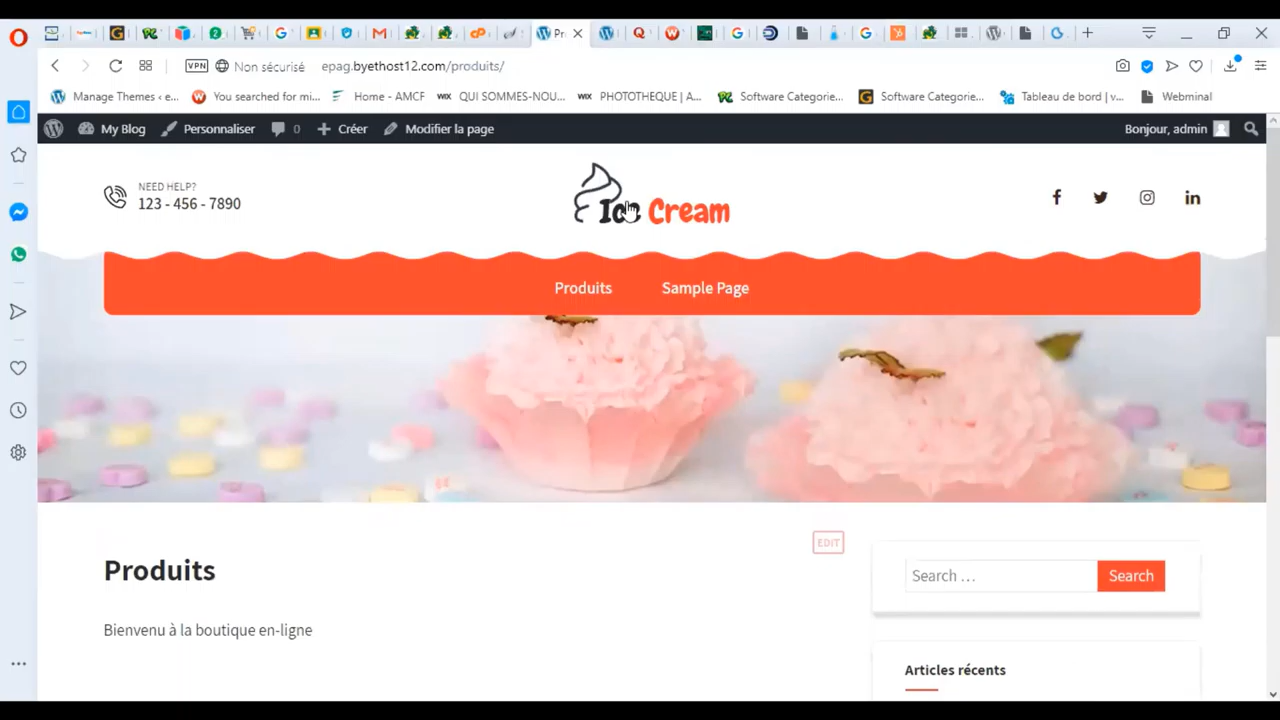 Pr
VPN Non sécurisé epag.byethost12.com/produits/
Manage Themes ‹ e... You searched for mi... Home - AMCF WIX QUI SOMMES-NOU... WIX PHOTOTHEQUE | A... Software Categorie... Software Categorie... Tableau de bord | v... Webminal
My Blog Personnaliser 0 Créer Modifier la page Bonjour, admin
NEED HELP?
123 - 456 - 7890
Ice Cream
Produits Sample Page
EDIT
Produits
Search ... Search
Bienvenu à la boutique en-ligne
Articles récents